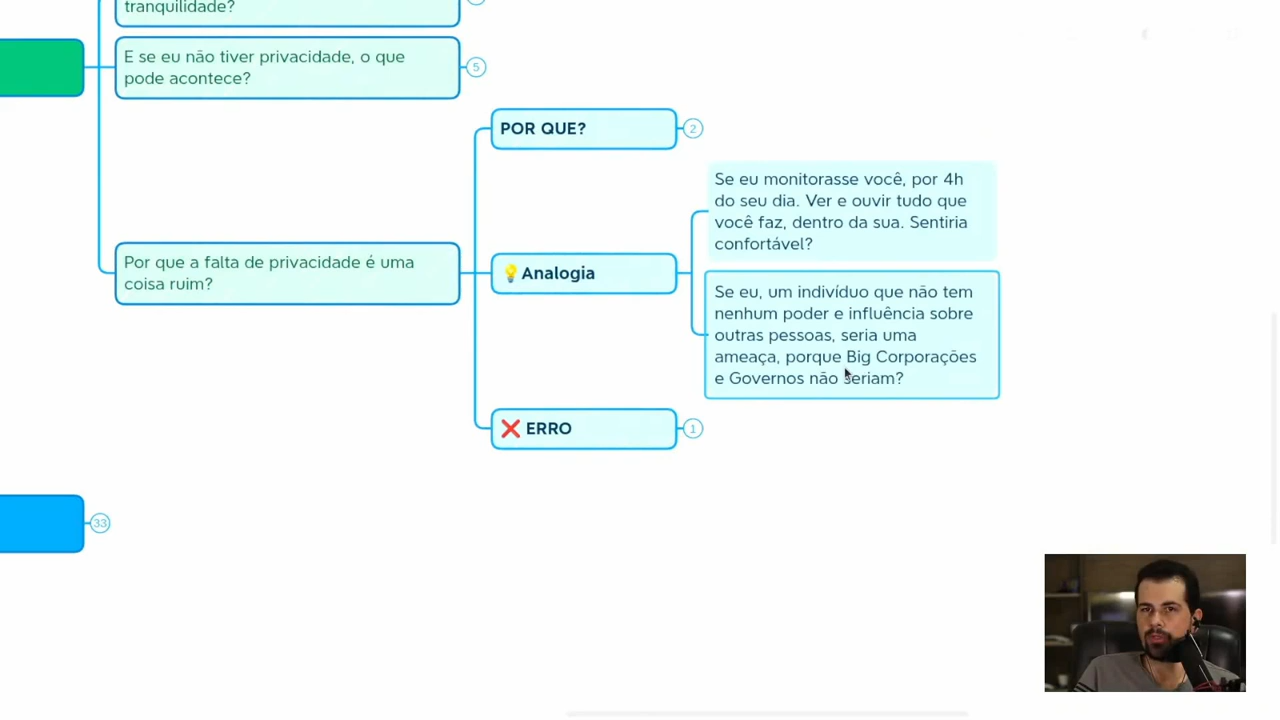 tranquilidade?
E se eu não tiver privacidade, o que
pode acontece?
5
POR QUE?
2
Se eu monitorasse você, por 4h
do seu dia. Ver e ouvir tudo que
você faz, dentro da sua. Sentiria
confortável?
Por que a falta de privacidade é uma
coisa ruim?
💡Analogia
Se eu, um indivíduo que não tem
nenhum poder e influência sobre
outras pessoas, seria uma
ameaça, porque Big Corporações
e Governos não seriam?
❌ ERRO
1
33